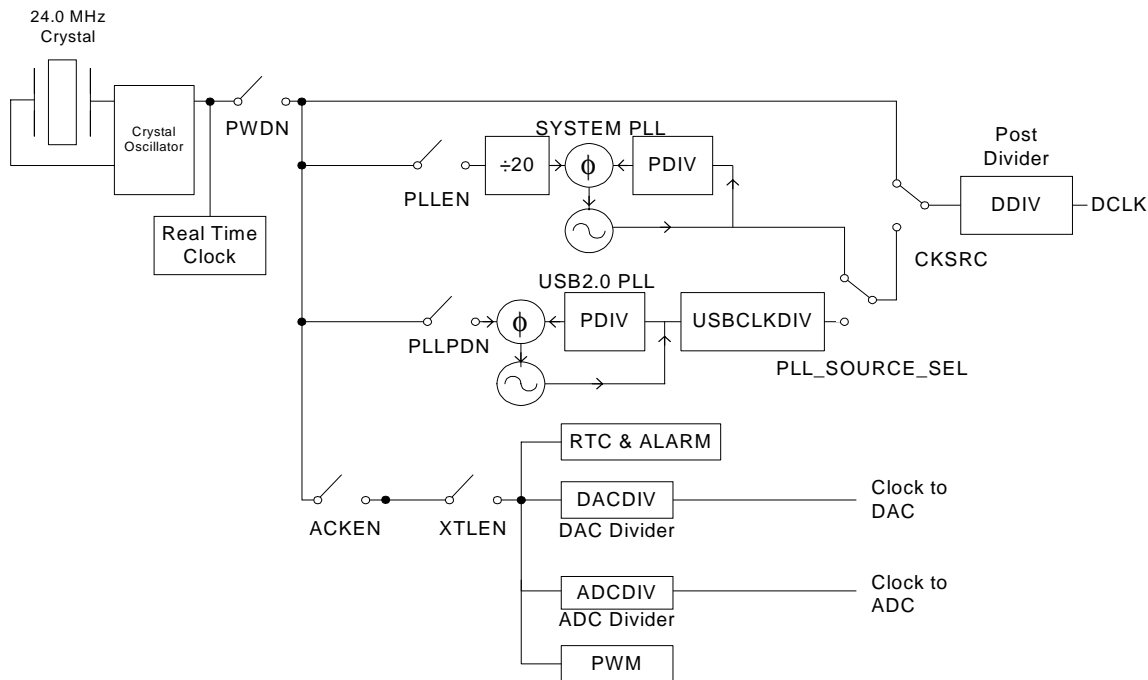 24.0 MHz
Crystal
Crystal
Oscillator
PWDN
Real Time
Clock
SYSTEM PLL
÷20
ϕ
PDIV
PLLEN
Post
Divider
DDIV
DCLK
CKSRC
USB2.0 PLL
ϕ
PDIV
USBCLKDIV
PLLPDN
PLL_SOURCE_SEL
RTC & ALARM
ACKEN
XTLEN
DACDIV
DAC Divider
Clock to
DAC
ADCDIV
ADC Divider
Clock to
ADC
PWM